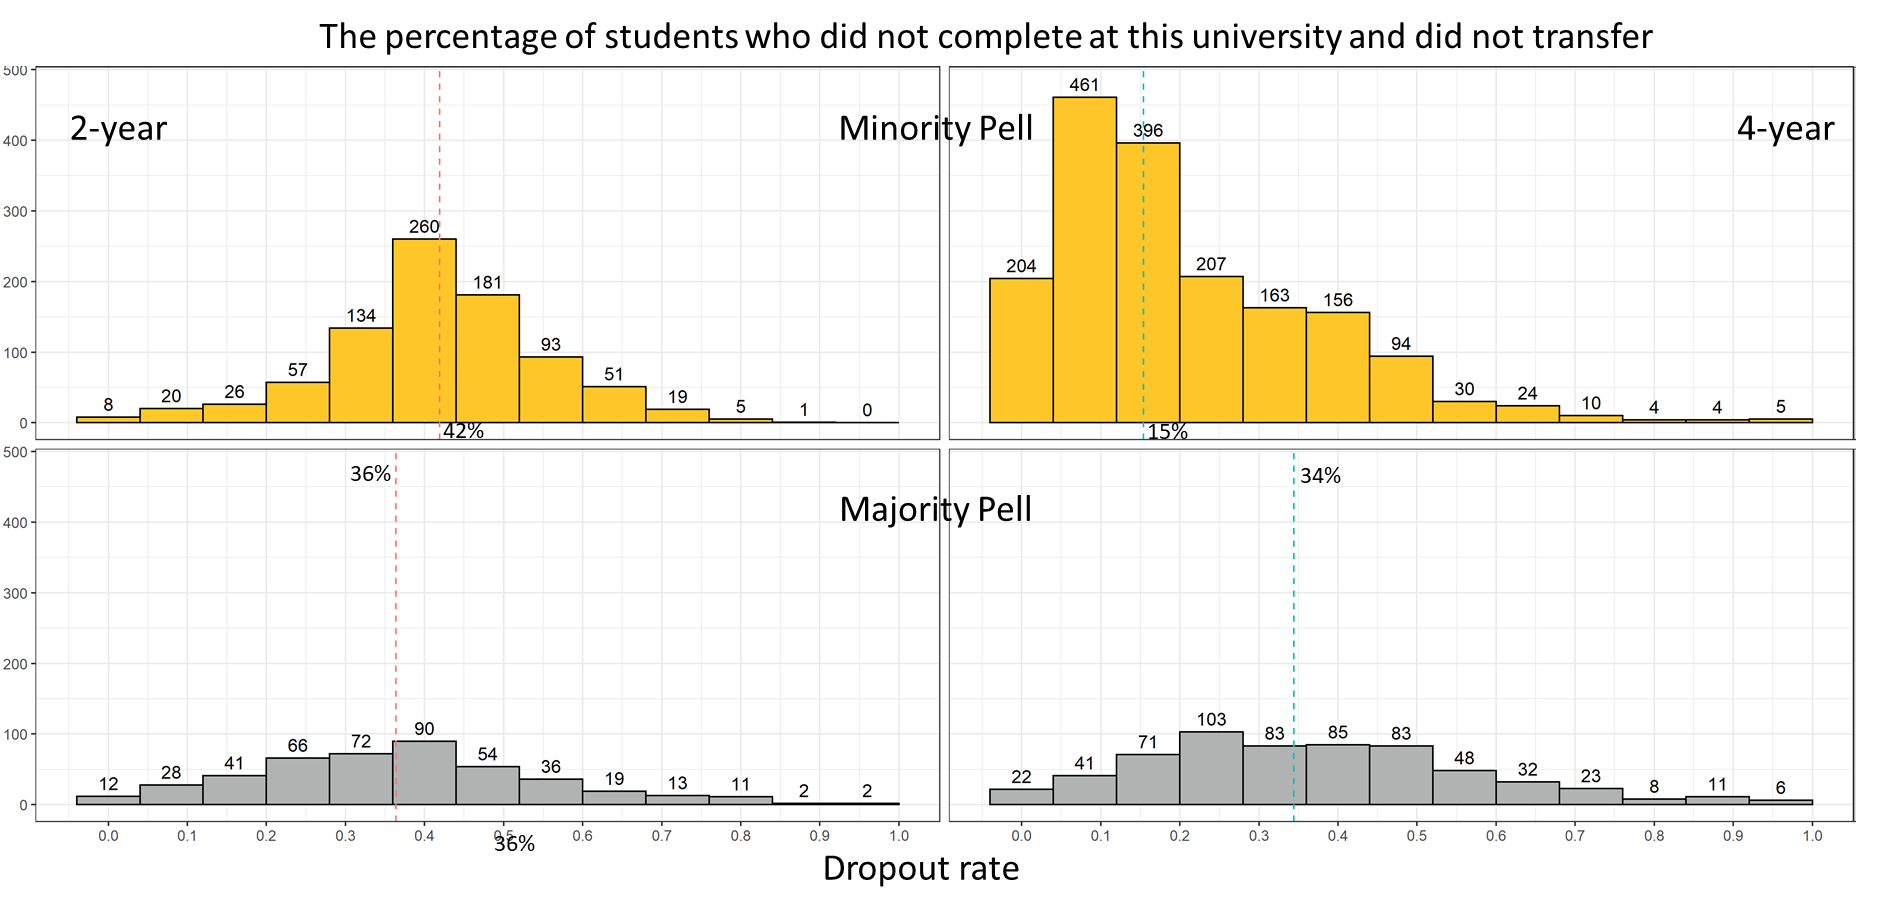 The percentage of students who did not complete at this university and did not transfer
500
400
300
200
100
0
2-year
Minority Pell
4-year
8 20 26 57 134 260 181 93 51 19 5 1 0
42%
204 461 396 207 163 156 94 30 24 10 4 4 5
15%
500
400
300
200
100
0
36%
Majority Pell
34%
12 28 41 66 72 90 54 36 19 13 11 2 2
22 41 71 103 83 85 83 48 32 23 8 11 6
0.0 0.1 0.2 0.3 0.4 0.5 0.6 0.7 0.8 0.9 1.0
0.0 0.1 0.2 0.3 0.4 0.5 0.6 0.7 0.8 0.9 1.0
36%
Dropout rate